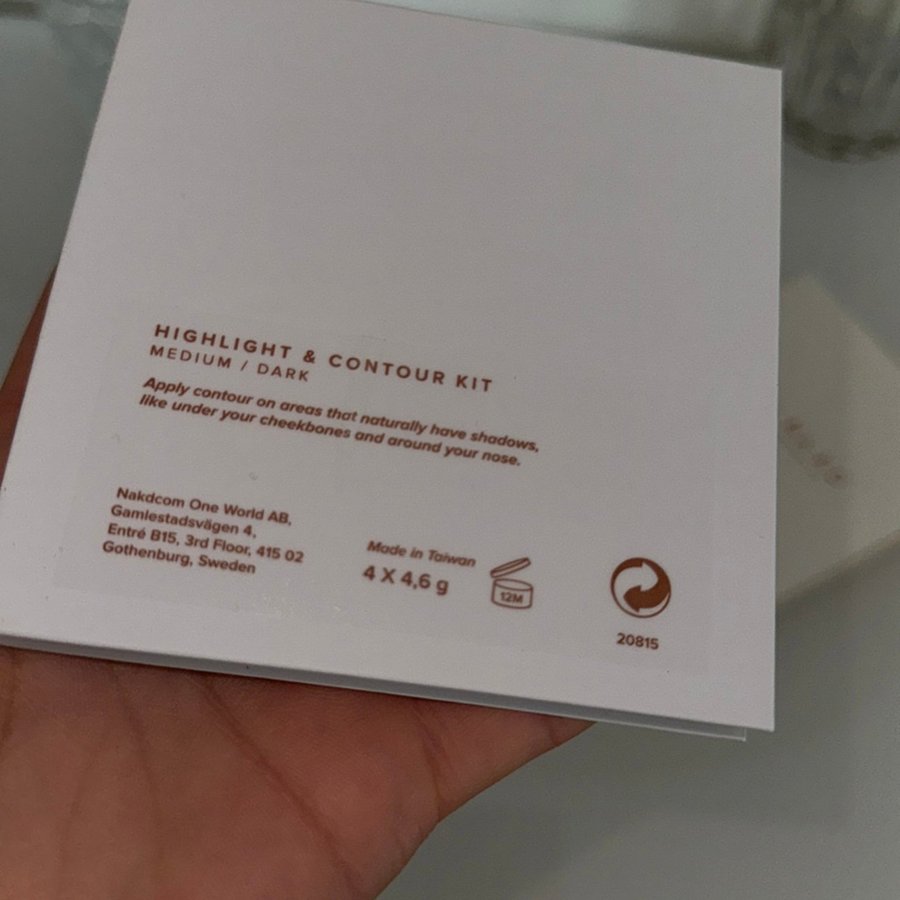 HIGHLIGHT & CONTOUR KIT
MEDIUM / DARK
Apply contour on areas that naturally have shadows,
like under your cheekbones and around your nose.
Nakdcom One World AB,
Gamlestadsvägen 4,
Entré B15, 3rd Floor, 415 02
Gothenburg, Sweden
Made in Taiwan
4 X 4,6 g
12M
20815